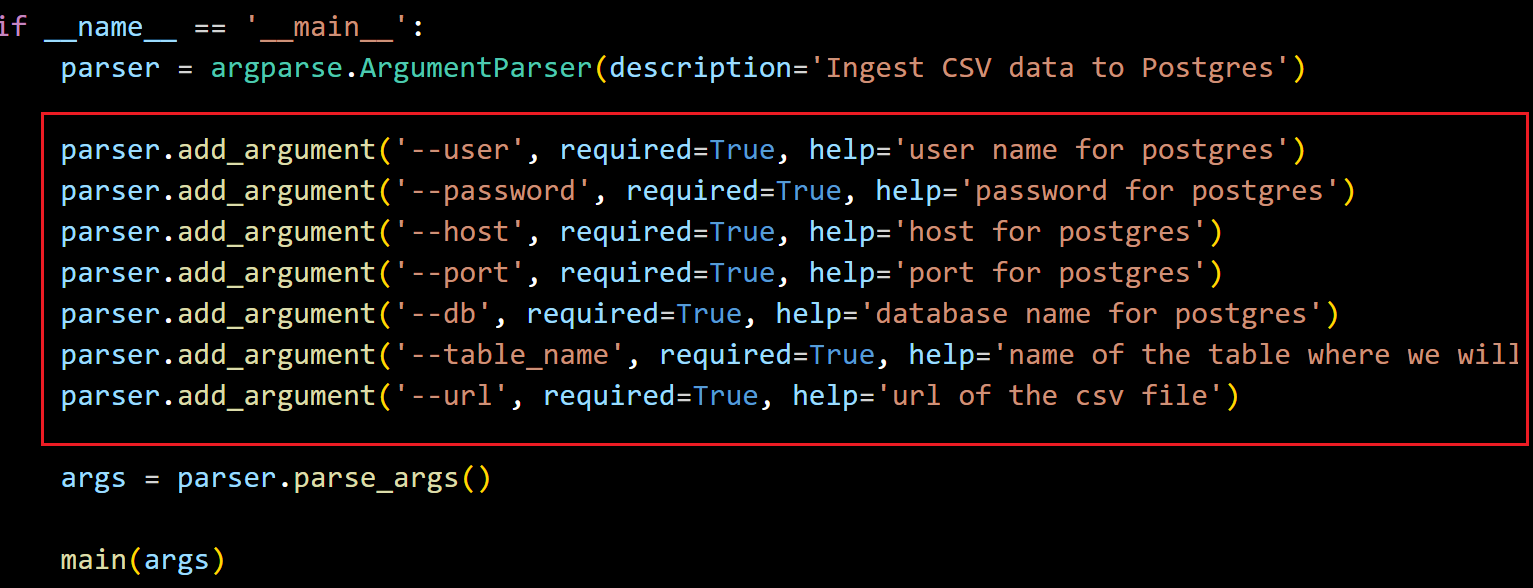 if __name__ == '__main__':
parser = argparse.ArgumentParser(description='Ingest CSV data to Postgres')
parser.add_argument('--user', required=True, help='user name for postgres')
parser.add_argument('--password', required=True, help='password for postgres')
parser.add_argument('--host', required=True, help='host for postgres')
parser.add_argument('--port', required=True, help='port for postgres')
parser.add_argument('--db', required=True, help='database name for postgres')
parser.add_argument('--table_name', required=True, help='name of the table where we will
parser.add_argument('--url', required=True, help='url of the csv file')
args = parser.parse_args()
main(args)